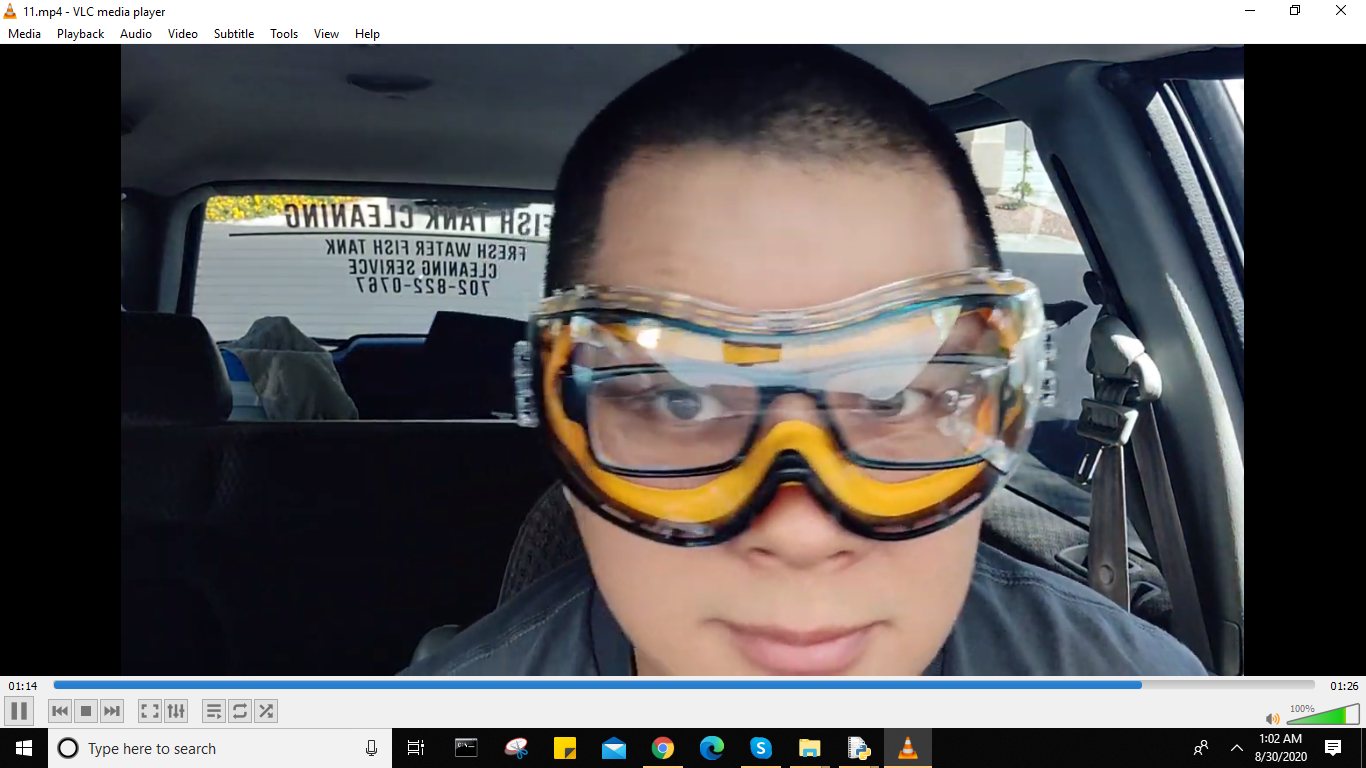 11.mp4 - VLC media player
Media Playback Audio Video Subtitle Tools View Help
FISH TANK CLEANING
FRESH WATER FISH TANK
CLEANING SERIVCE
702-822-0767
01:14
01:26
100%
Type here to search
1:02 AM
8/30/2020